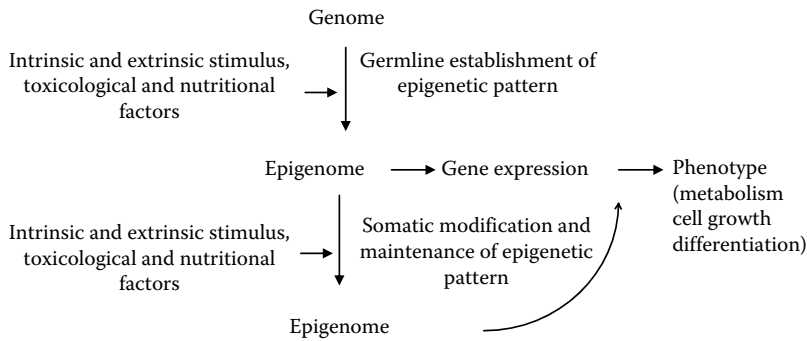 Genome
Intrinsic and extrinsic stimulus,
toxicological and nutritional
factors
Germline establishment of
epigenetic pattern
Epigenome
Gene expression
Phenotype
(metabolism
cell growth
differentiation)
Intrinsic and extrinsic stimulus,
toxicological and nutritional
factors
Somatic modification and
maintenance of epigenetic
pattern
Epigenome